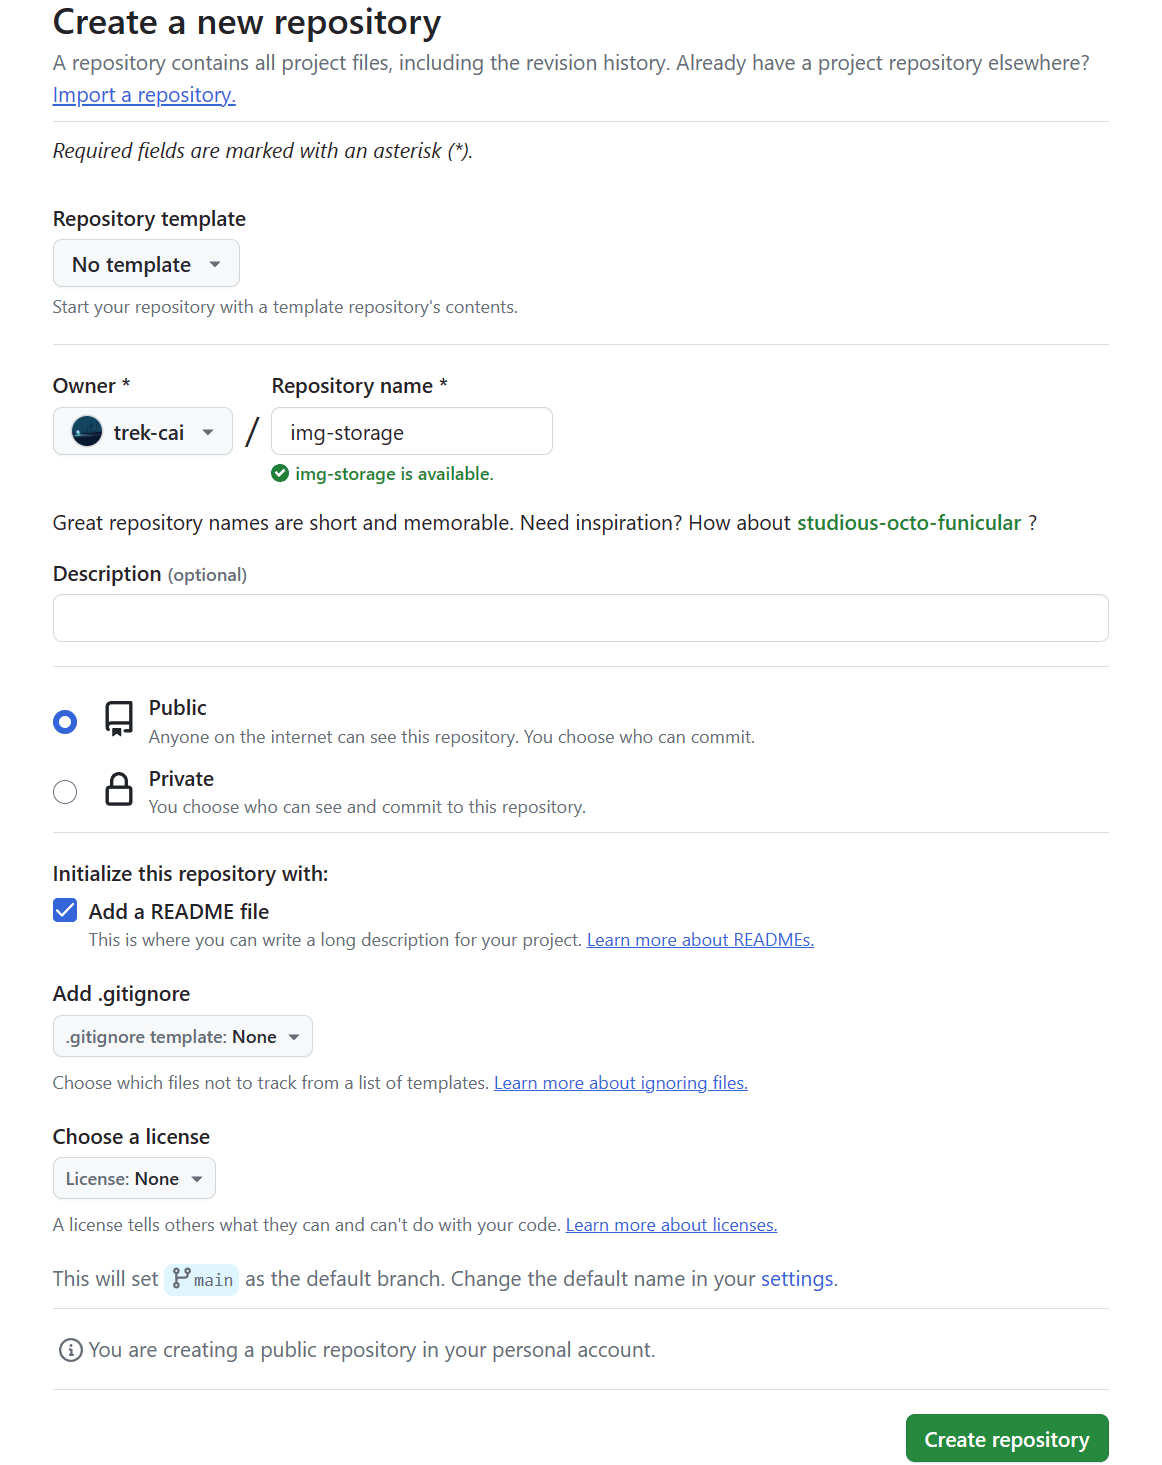 Create a new repository
A repository contains all project files, including the revision history. Already have a project repository elsewhere?
Import a repository.
Required fields are marked with an asterisk (*).
Repository template
No template
Start your repository with a template repository's contents.
Owner *
Repository name *
trek-cai
/
img-storage
img-storage is available.
Great repository names are short and memorable. Need inspiration? How about studious-octo-funicular ?
Description (optional)
Public
Anyone on the internet can see this repository. You choose who can commit.
Private
You choose who can see and commit to this repository.
Initialize this repository with:
Add a README file
This is where you can write a long description for your project. Learn more about READMEs.
Add .gitignore
.gitignore template: None
Choose which files not to track from a list of templates. Learn more about ignoring files.
Choose a license
License: None
A license tells others what they can and can't do with your code. Learn more about licenses.
This will set main as the default branch. Change the default name in your settings.
You are creating a public repository in your personal account.
Create repository